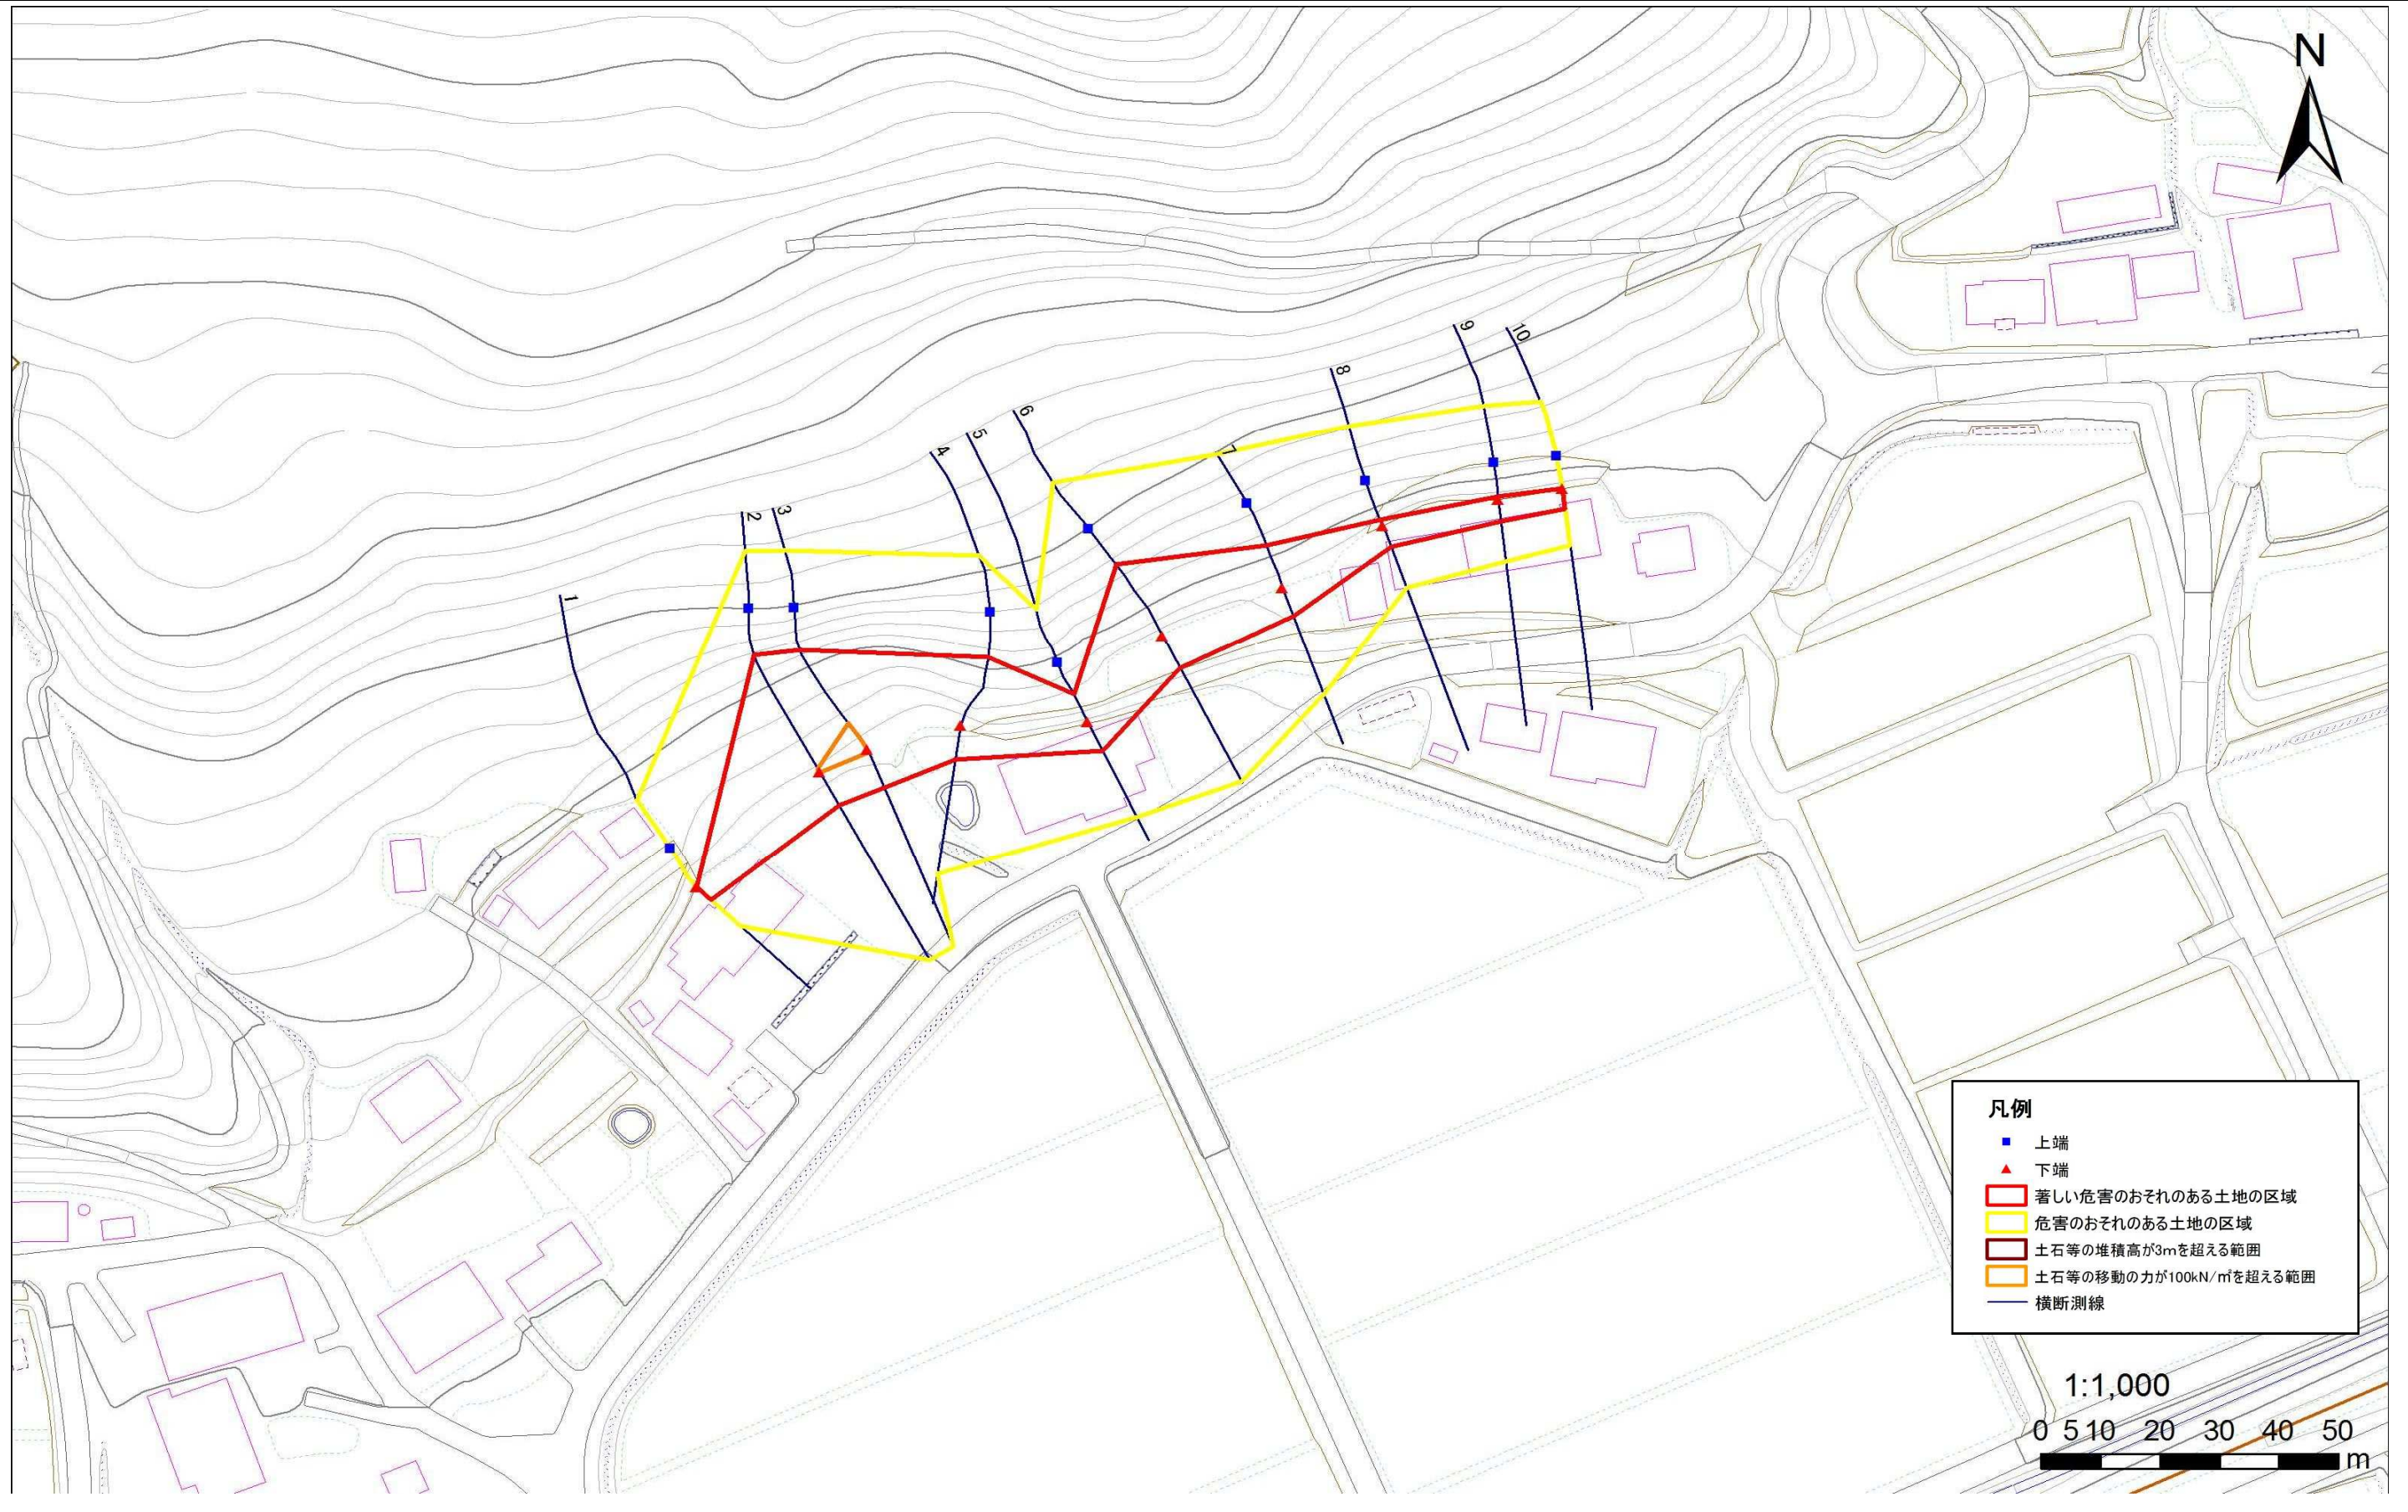 N
9
10
8
6
5
4
7
2
3
1
凡例
上端
下端
著しい危害のおそれのある土地の区域
危害のおそれのある土地の区域
土石等の堆積高が3mを超える範囲
土石等の移動の力が100kN/㎡を超える範囲
横断測線
1:1,000
0 5 10 20 30 40 50
m